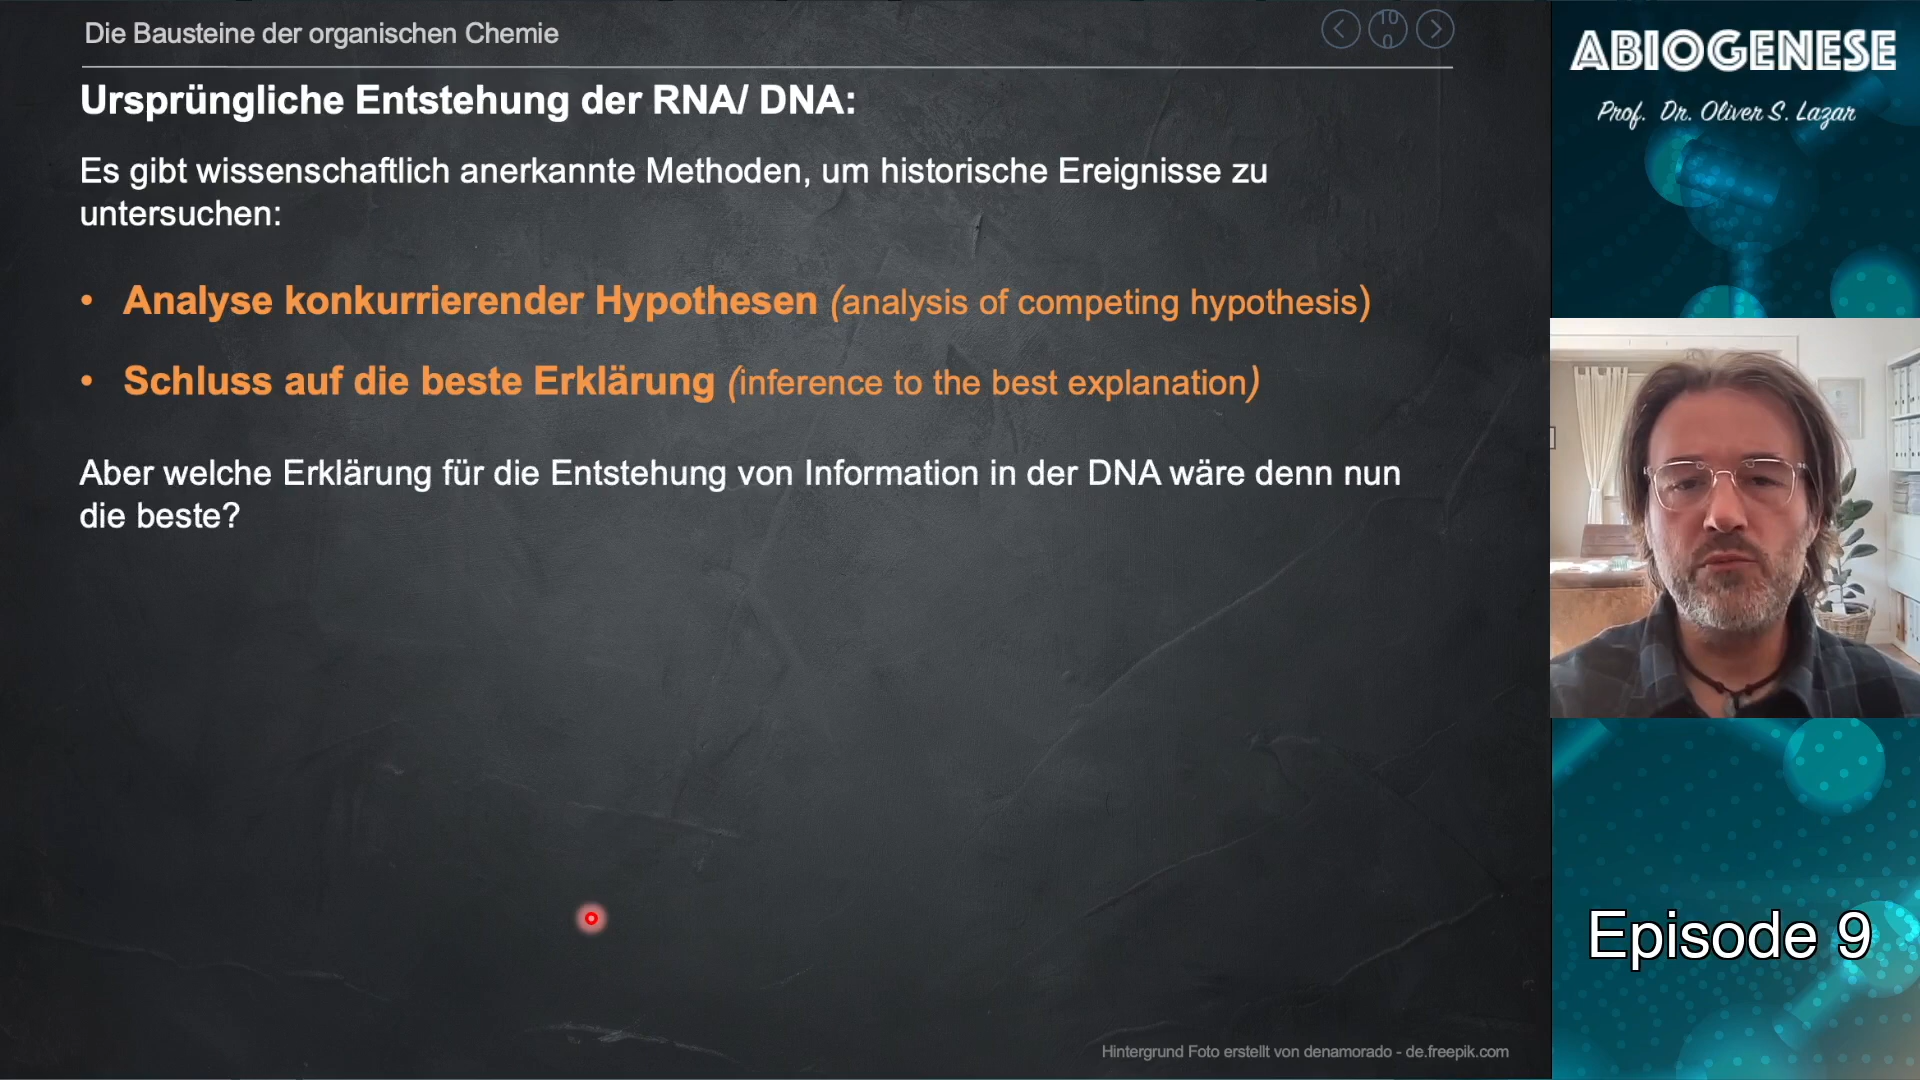 Die Bausteine der organischen Chemie
10
0
Ursprüngliche Entstehung der RNA/ DNA:
Es gibt wissenschaftlich anerkannte Methoden, um historische Ereignisse zu
untersuchen:
• Analyse konkurrierender Hypothesen (analysis of competing hypothesis)
• Schluss auf die beste Erklärung (inference to the best explanation)
Aber welche Erklärung für die Entstehung von Information in der DNA wäre denn nun
die beste?
Hintergrund Foto erstellt von denamorado - de.freepik.com
ABIOGENESE
Prof. Dr. Oliver S. Lazar
Episode 9